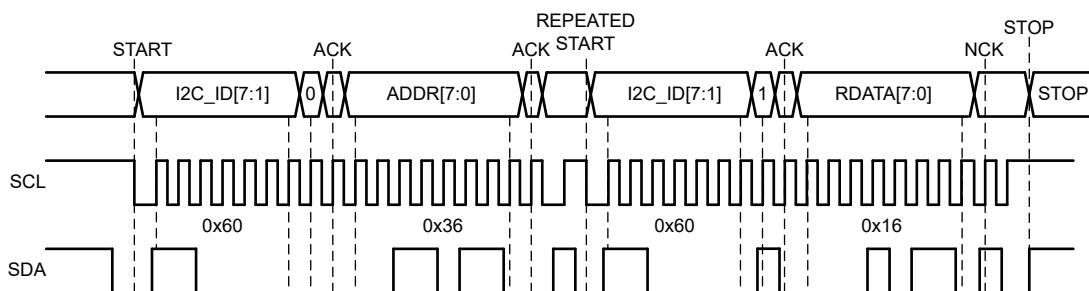 REPEATED
START
STOP
START
ACK
ACK
ACK
NCK
I2C_ID[7:1]
0
ADDR[7:0]
I2C_ID[7:1]
1
RDATA[7:0]
STOP
SCL
0x60
0x36
0x60
0x16
SDA